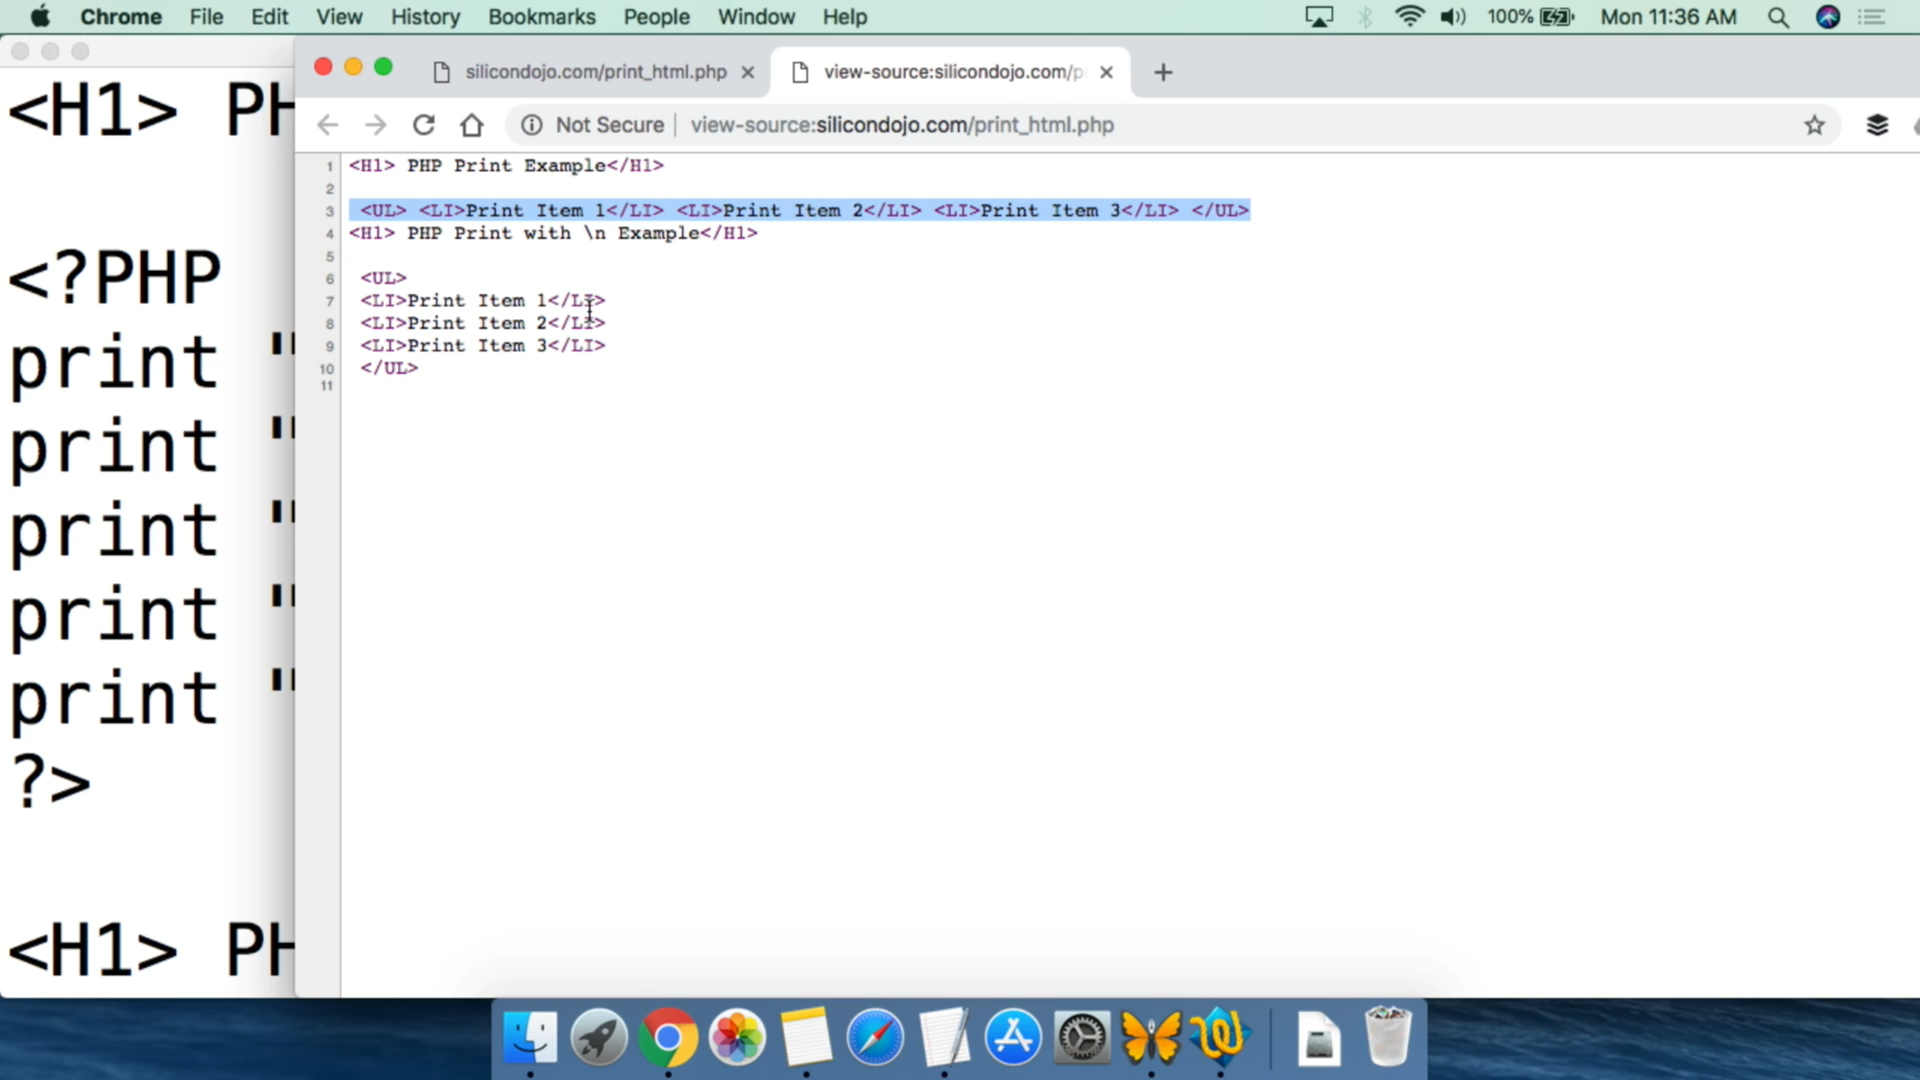 Chrome File Edit View History Bookmarks People Window Help 100% Mon 11:36 AM
silicondojo.com/print_html.php view-source:silicondojo.com/p
Not Secure view-source:silicondojo.com/print_html.php
<H1> PH
<?PHP
print "
print "
print "
print "
print "
?>
<H1> PH
1 <H1> PHP Print Example</H1>
2
3 <UL> <LI>Print Item 1</LI> <LI>Print Item 2</LI> <LI>Print Item 3</LI> </UL>
4 <H1> PHP Print with \n Example</H1>
5
6 <UL>
7 <LI>Print Item 1</LI>
8 <LI>Print Item 2</LI>
9 <LI>Print Item 3</LI>
10 </UL>
11